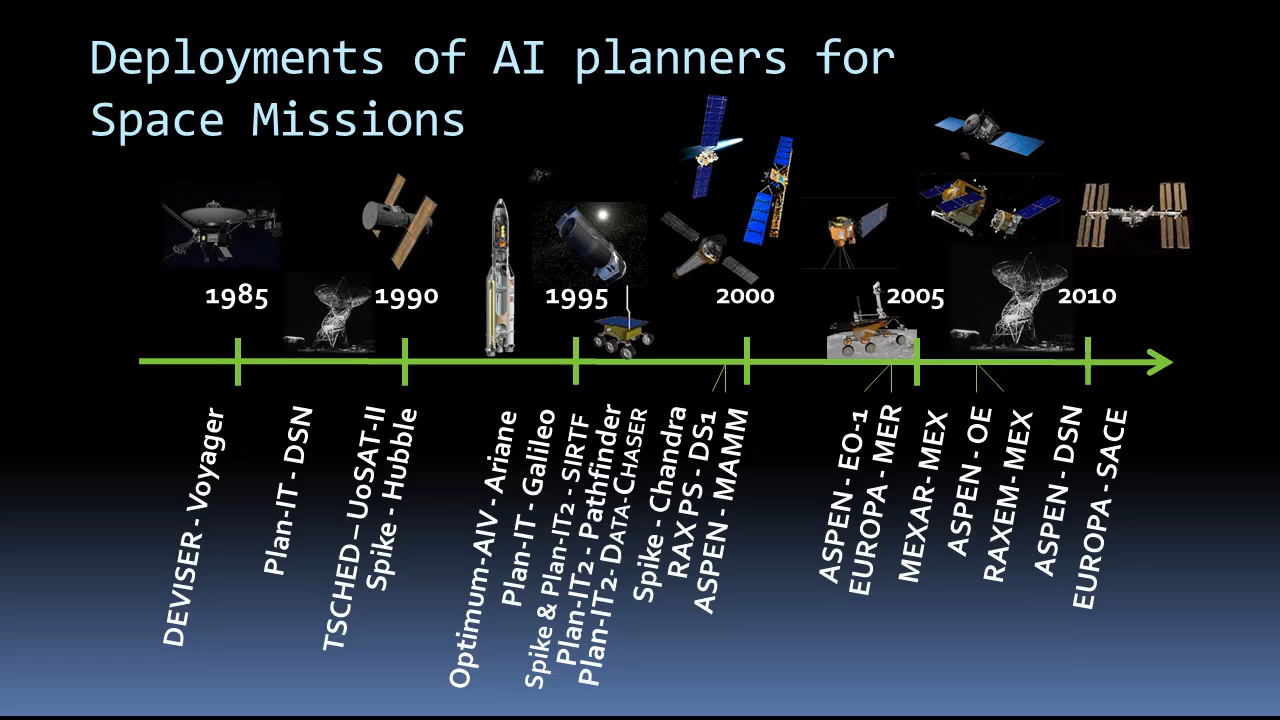 Deployments of AI planners for
Space Missions
1985
1990
1995
2000
2005
2010
DEVISER - Voyager
Plan-IT - DSN
TSCHED – UoSAT-II
Spike - Hubble
Optimum-AIV - Ariane
Plan-IT - Galileo
Spike & Plan-IT2 - SIRTF
Plan-IT2 - Pathfinder
Plan-IT2- DATA-CHASER
Spike - Chandra
RAX PS - DS1
ASPEN - MAMM
ASPEN - EO-1
EUROPA - MER
MEXAR- MEX
ASPEN - OE
RAXEM- MEX
ASPEN - DSN
EUROPA - SACE